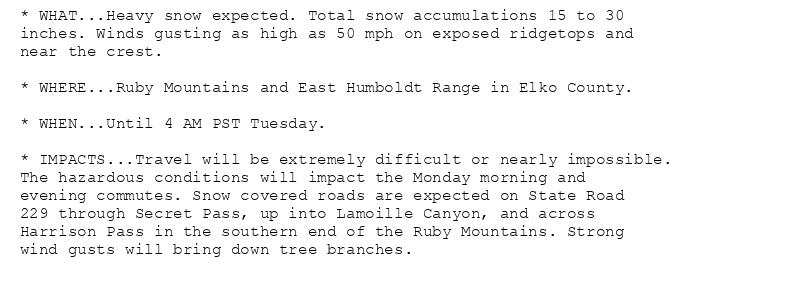 * WHAT...Heavy snow expected. Total snow accumulations 15 to 30
inches. Winds gusting as high as 50 mph on exposed ridgetops and
near the crest.
* WHERE...Ruby Mountains and East Humboldt Range in Elko County.
* WHEN...Until 4 AM PST Tuesday.
* IMPACTS...Travel will be extremely difficult or nearly impossible.
The hazardous conditions will impact the Monday morning and
evening commutes. Snow covered roads are expected on State Road
229 through Secret Pass, up into Lamoille Canyon, and across
Harrison Pass in the southern end of the Ruby Mountains. Strong
wind gusts will bring down tree branches.